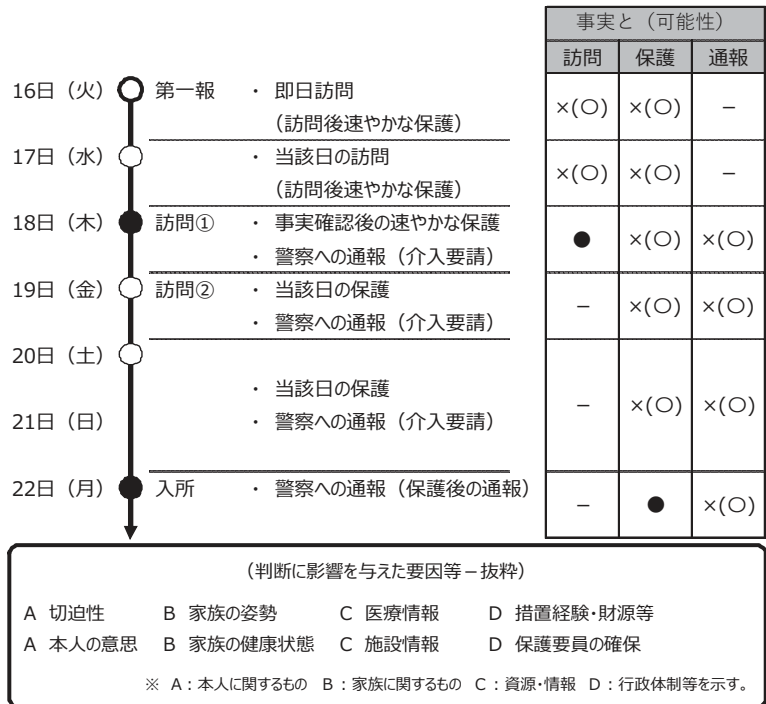 事実と（可能性）
訪問 保護 通報
16日（火） 第一報 ・ 即日訪問
（訪問後速やかな保護）
×(〇) ×(〇) −
17日（水） ・ 当該日の訪問
（訪問後速やかな保護）
×(〇) ×(〇) −
18日（木） 訪問① ・ 事実確認後の速やかな保護
・ 警察への通報（介入要請）
● ×(〇) ×(〇)
19日（金） 訪問② ・ 当該日の保護
・ 警察への通報（介入要請）
− ×(〇) ×(〇)
20日（土）
・ 当該日の保護
21日（日） ・ 警察への通報（介入要請）
− ×(〇) ×(〇)
22日（月） 入所 ・ 警察への通報（保護後の通報）
− ● ×(〇)
（判断に影響を与えた要因等−抜粋）
A 切迫性 B 家族の姿勢 C 医療情報 D 措置経験・財源等
A 本人の意思 B 家族の健康状態 C 施設情報 D 保護要員の確保
※ A：本人に関するもの B：家族に関するもの C：資源・情報 D：行政体制等を示す。